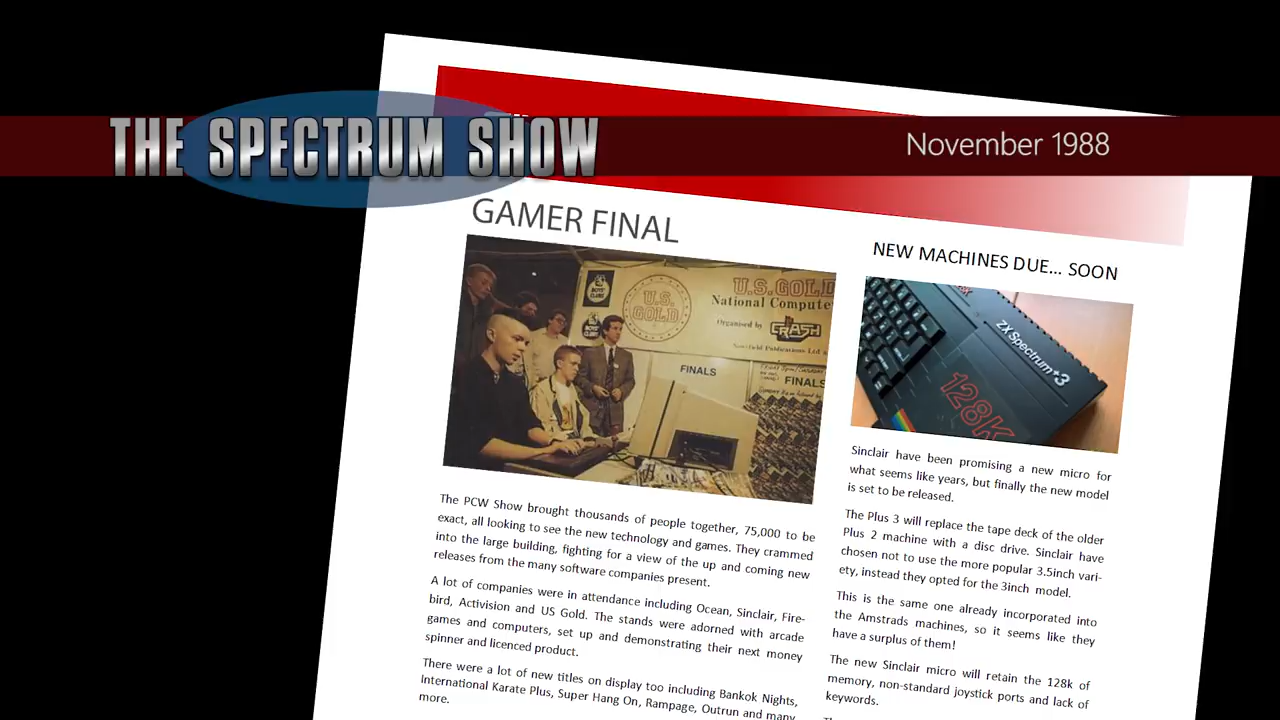 THE SPECTRUM SHOW
November 1988
GAMER FINAL
U.S. GOLD
U.S. GOLD
National Compute
Organised by CRASH
FINALS
FINALS
The PCW Show brought thousands of people together, 75,000 to be
exact, all looking to see the new technology and games. They crammed
into the large building, fighting for a view of the up and coming new
releases from the many software companies present.
A lot of companies were in attendance including Ocean, Sinclair, Fire-
bird, Activision and US Gold. The stands were adorned with arcade
games and computers, set up and demonstrating their next money
spinner and licenced product.
There were a lot of new titles on display too including Bankok Nights,
International Karate Plus, Super Hang On, Rampage, Outrun and many
more.
NEW MACHINES DUE... SOON
ZX Spectrum +3
128K
Sinclair have been promising a new micro for
what seems like years, but finally the new model
is set to be released.
The Plus 3 will replace the tape deck of the older
Plus 2 machine with a disc drive. Sinclair have
chosen not to use the more popular 3.5inch vari-
ety, instead they opted for the 3inch model.
This is the same one already incorporated into
the Amstrads machines, so it seems like they
have a surplus of them!
The new Sinclair micro will retain the 128k of
memory, non-standard joystick ports and lack of
keywords.